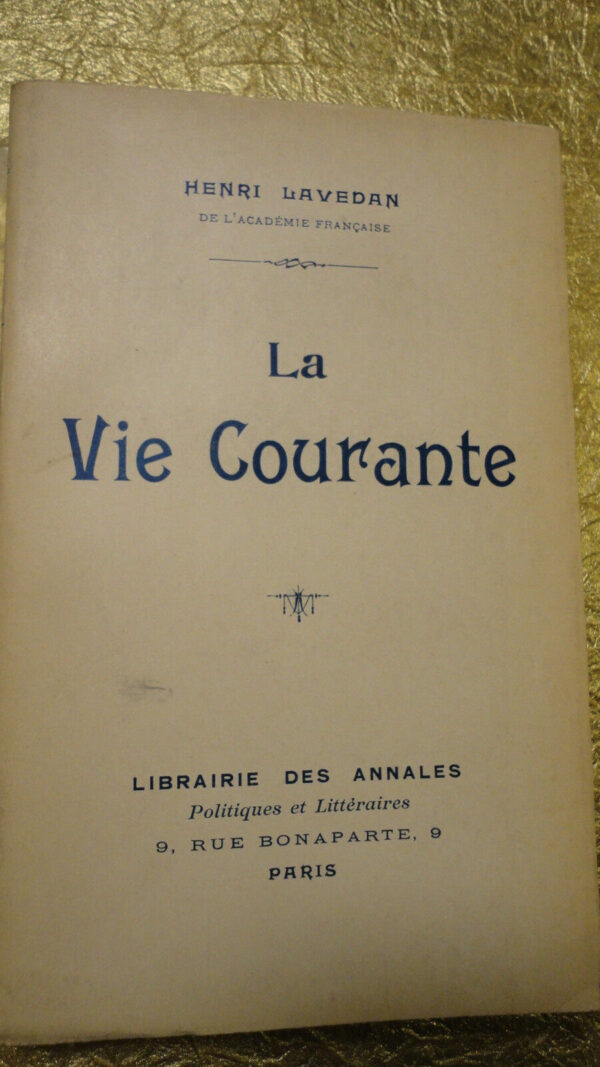 HENRI LAVEDAN
DE L'ACADÉMIE FRANÇAISE
La
Vie Courante
LIBRAIRIE DES ANNALES
Politiques et Littéraires
9, RUE BONAPARTE, 9
PARIS